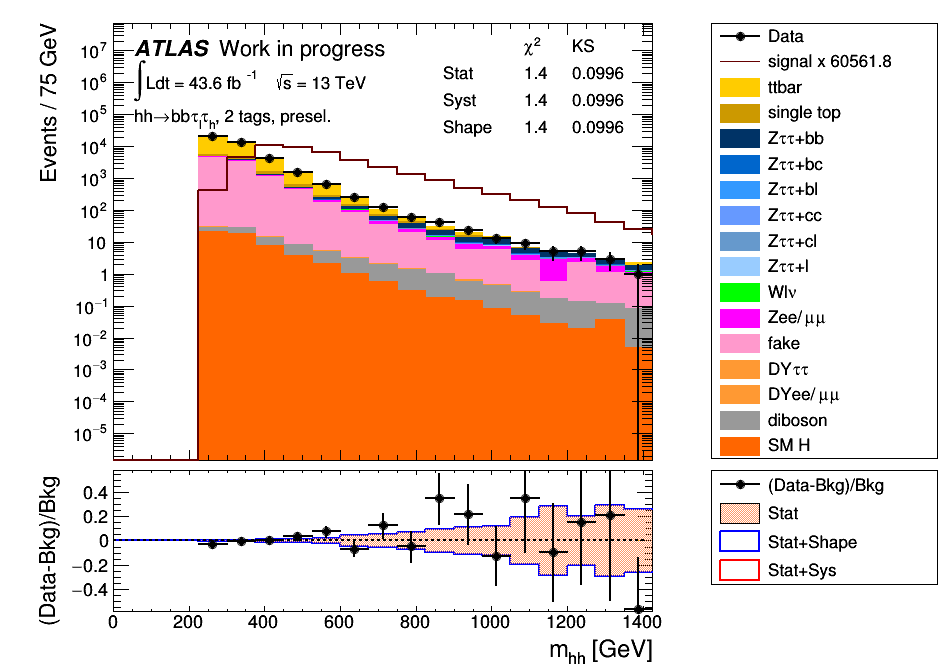 Events / 75 GeV
10⁷
10⁶
10⁵
10⁴
10³
10²
10
1
10⁻¹
10⁻²
10⁻³
10⁻⁴
10⁻⁵
ATLAS Work in progress
∫ Ldt = 43.6 fb⁻¹ √s = 13 TeV
hh→bbτₗτₕ, 2 tags, presel.
χ² KS
Stat 1.4 0.0996
Syst 1.4 0.0996
Shape 1.4 0.0996
Data
signal x 60561.8
ttbar
single top
Zττ+bb
Zττ+bc
Zττ+bl
Zττ+cc
Zττ+cl
Zττ+l
Wlν
Zee/μμ
fake
DYττ
DYee/μμ
diboson
SM H
(Data-Bkg)/Bkg
0.4
0.2
0
−0.2
−0.4
0 200 400 600 800 1000 1200 1400
m_hh [GeV]
(Data-Bkg)/Bkg
Stat
Stat+Shape
Stat+Sys